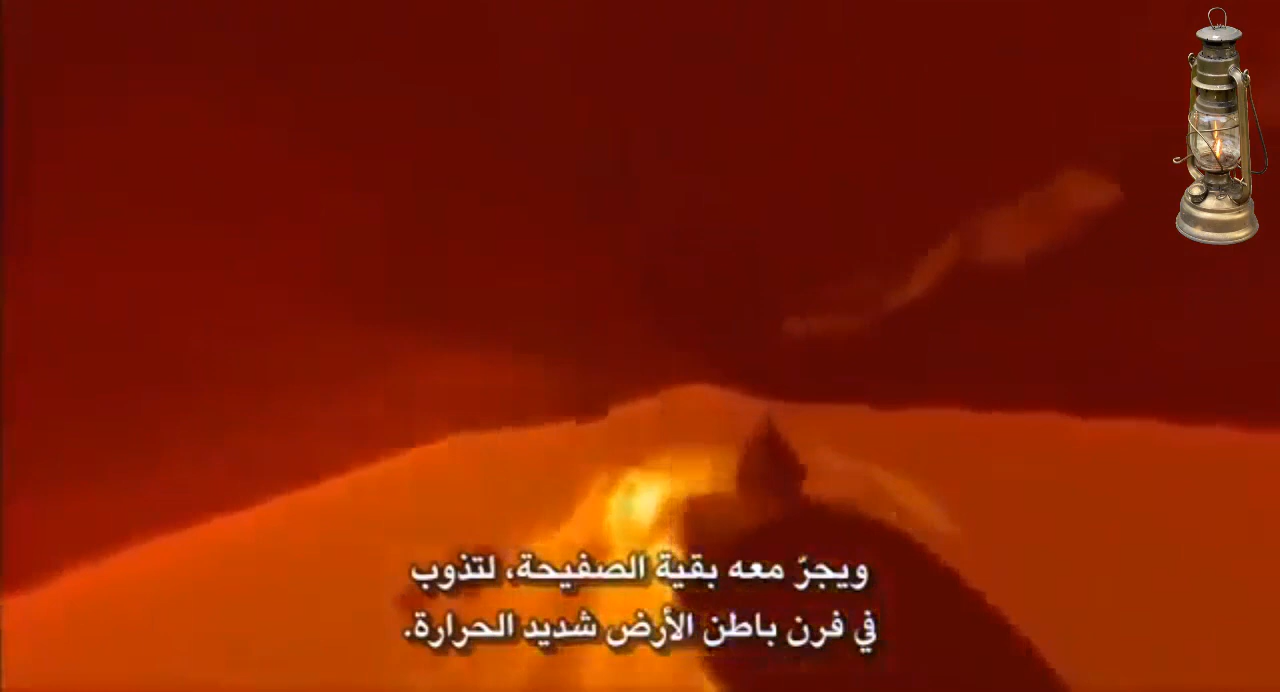 ويجرّ معه بقية الصفيحة، لتذوب
في فرن باطن الأرض شديد الحرارة.